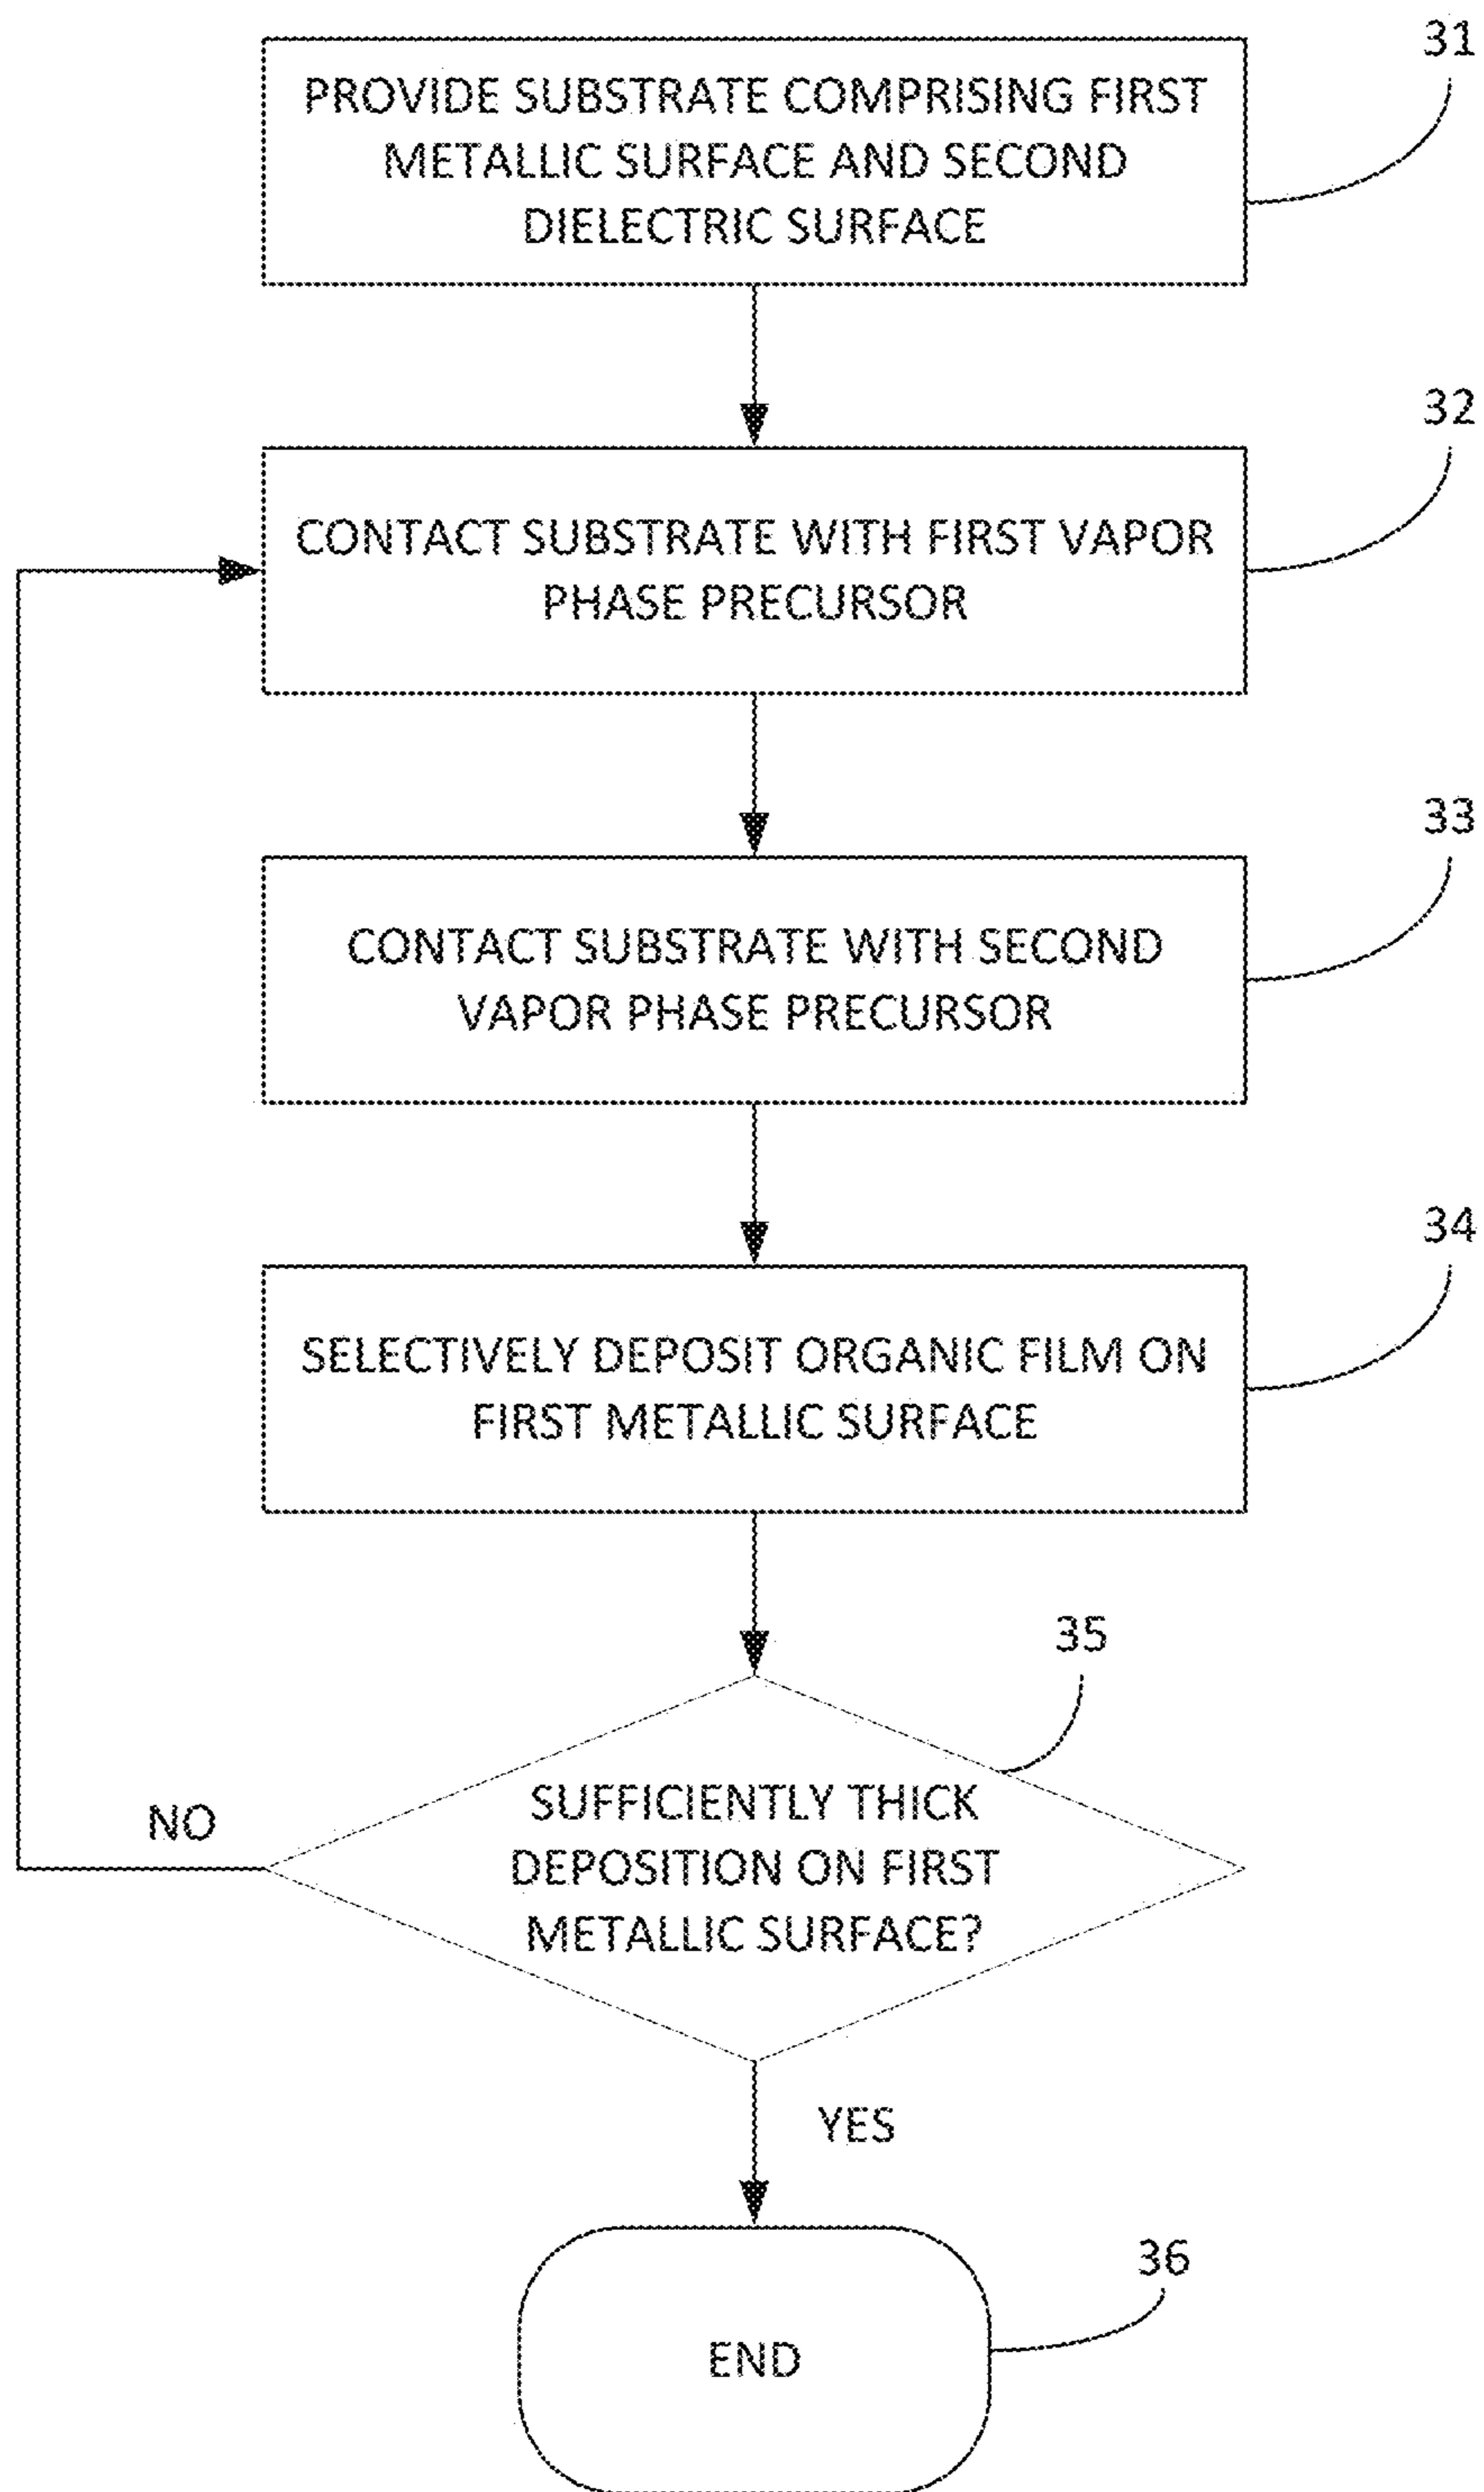 31
PROVIDE SUBSTRATE COMPRISING FIRST
METALLIC SURFACE AND SECOND
DIELECTRIC SURFACE
32
CONTACT SUBSTRATE WITH FIRST VAPOR
PHASE PRECURSOR
33
CONTACT SUBSTRATE WITH SECOND
VAPOR PHASE PRECURSOR
34
SELECTIVELY DEPOSIT ORGANIC FILM ON
FIRST METALLIC SURFACE
35
SUFFICIENTLY THICK
DEPOSITION ON FIRST
METALLIC SURFACE?
NO
YES
36
END